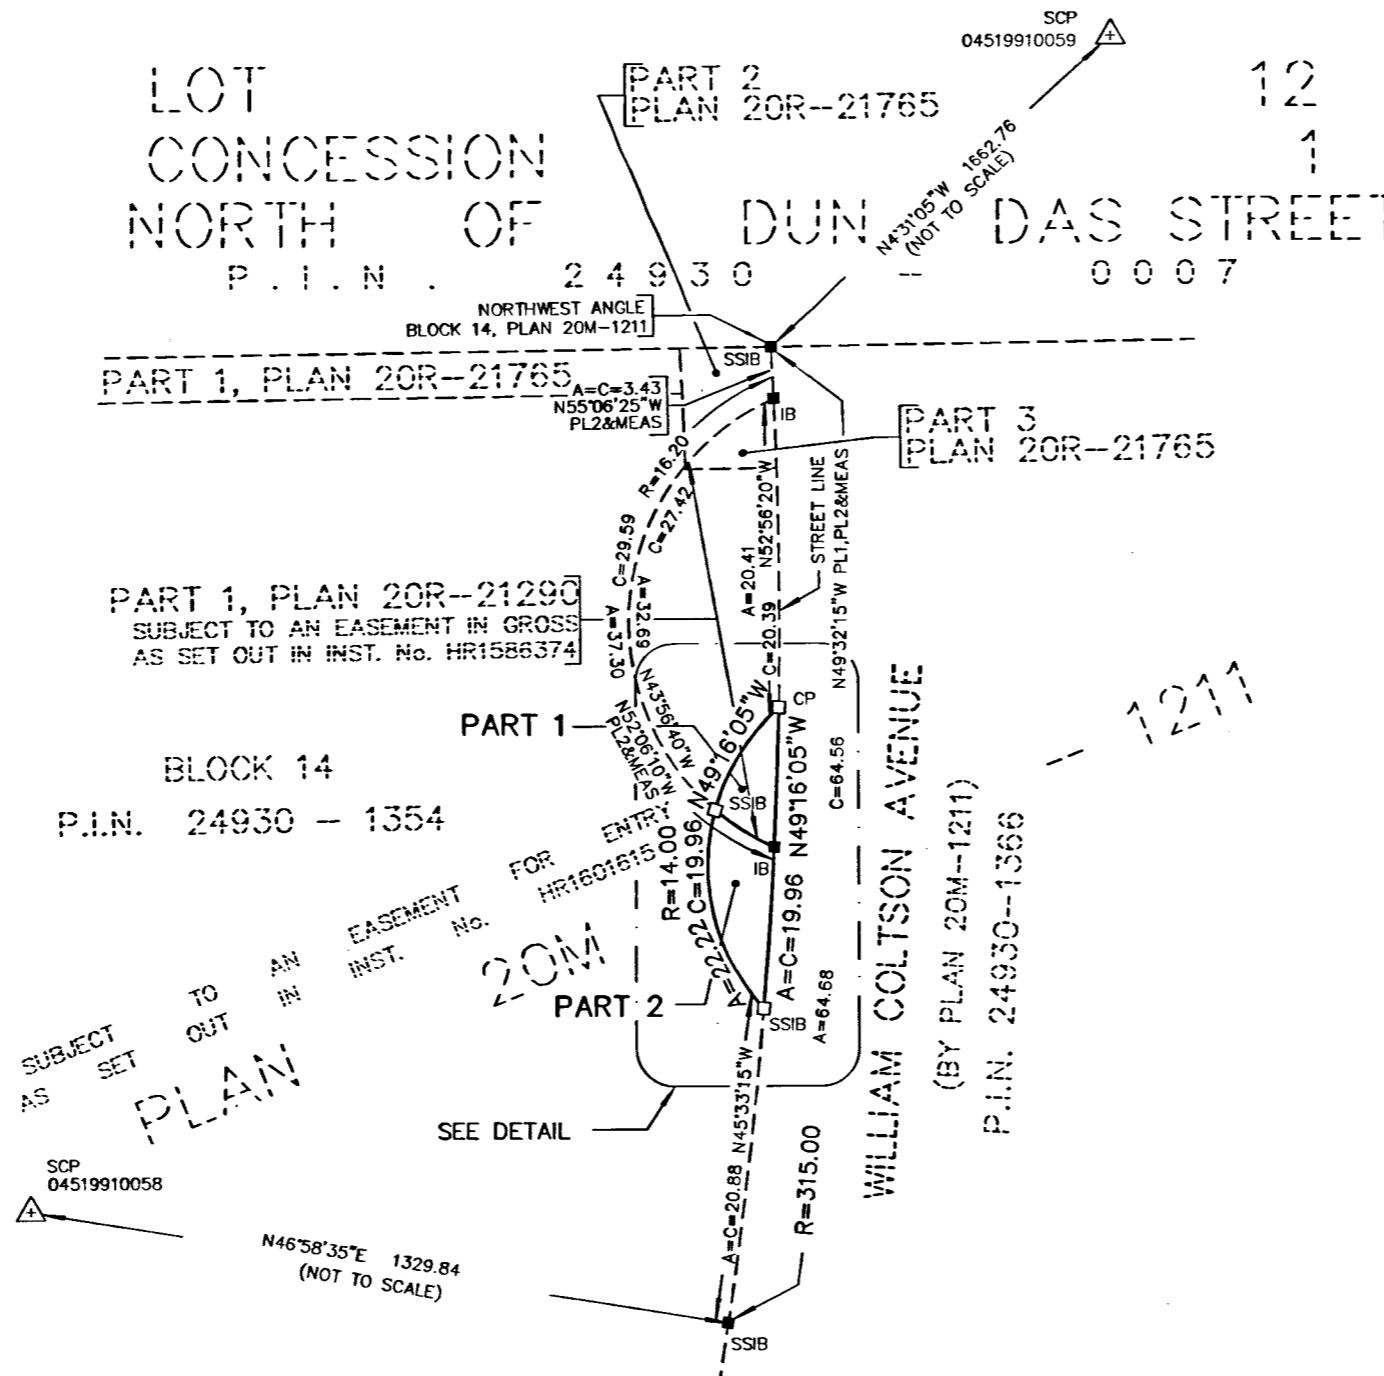 SCP
04519910059
LOT 12
CONCESSION 1
NORTH OF DUN DAS STREET
P.I.N. 24930 -- 0007
PART 2
PLAN 20R--21765
N4°31'05"W 1662.76
(NOT TO SCALE)
NORTHWEST ANGLE
BLOCK 14, PLAN 20M-1211
SSIB
PART 1, PLAN 20R--21765
A=C=3.43
N55°06'25"W
PL2&MEAS
IB
PART 3
PLAN 20R--21765
R=16.20
C=27.42
C=29.59
A=32.69
A=37.30
N43°56'40"W
N52°06'10"W
PL2&MEAS
N52°56'20"W
A=20.41
C=20.39
STREET LINE
N49°32'15"W PL1,PL2&MEAS
C=64.56
A=64.68
PART 1, PLAN 20R--21290
SUBJECT TO AN EASEMENT IN GROSS
AS SET OUT IN INST. No. HR1586374
CP
PART 1
N49°16'05"W
N49°16'05"W
SSIB
IB
BLOCK 14
P.I.N. 24930 -- 1354
R=14.00
C=19.96
A=22.22
A=C=19.96
PART 2
SSIB
SUBJECT TO AN EASEMENT FOR ENTRY
AS SET OUT IN INST. No. HR1601615
PLAN 20M -- 1211
WILLIAM COLTSON AVENUE
(BY PLAN 20M--1211)
P.I.N. 24930--1366
SEE DETAIL
A=C=20.88 N45°33'15"W
R=315.00
SCP
04519910058
N46°58'35"E 1329.84
(NOT TO SCALE)
SSIB